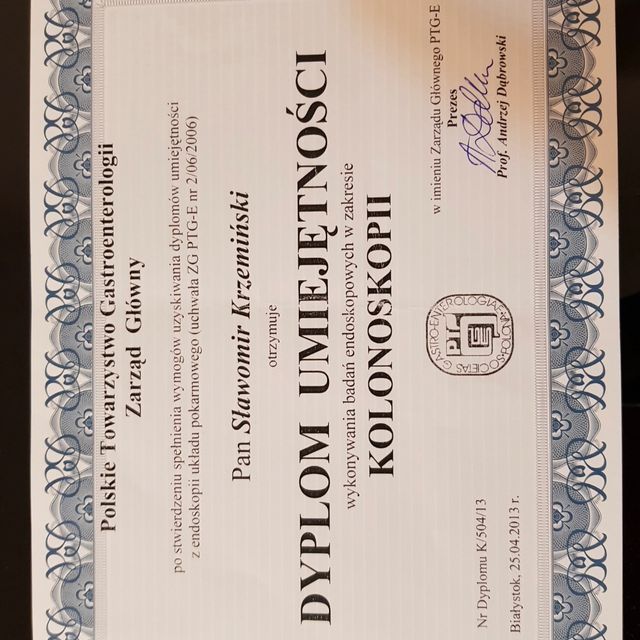 Polskie Towarzystwo Gastroenterologii
Zarząd Główny
po stwierdzeniu spełnienia wymogów uzyskiwania dyplomów umiejętności
z endoskopii układu pokarmowego (uchwała ZG PTG-E nr 2/06/2006)
Pan Sławomir Krzemiński
otrzymuje
DYPLOM UMIEJĘTNOŚCI
wykonywania badań endoskopowych w zakresie
KOLONOSKOPII
w imieniu Zarządu Głównego PTG-E
Prezes
Prof. Andrzej Dąbrowski
Nr Dyplomu K/504/13
Białystok, 25.04.2013 r.